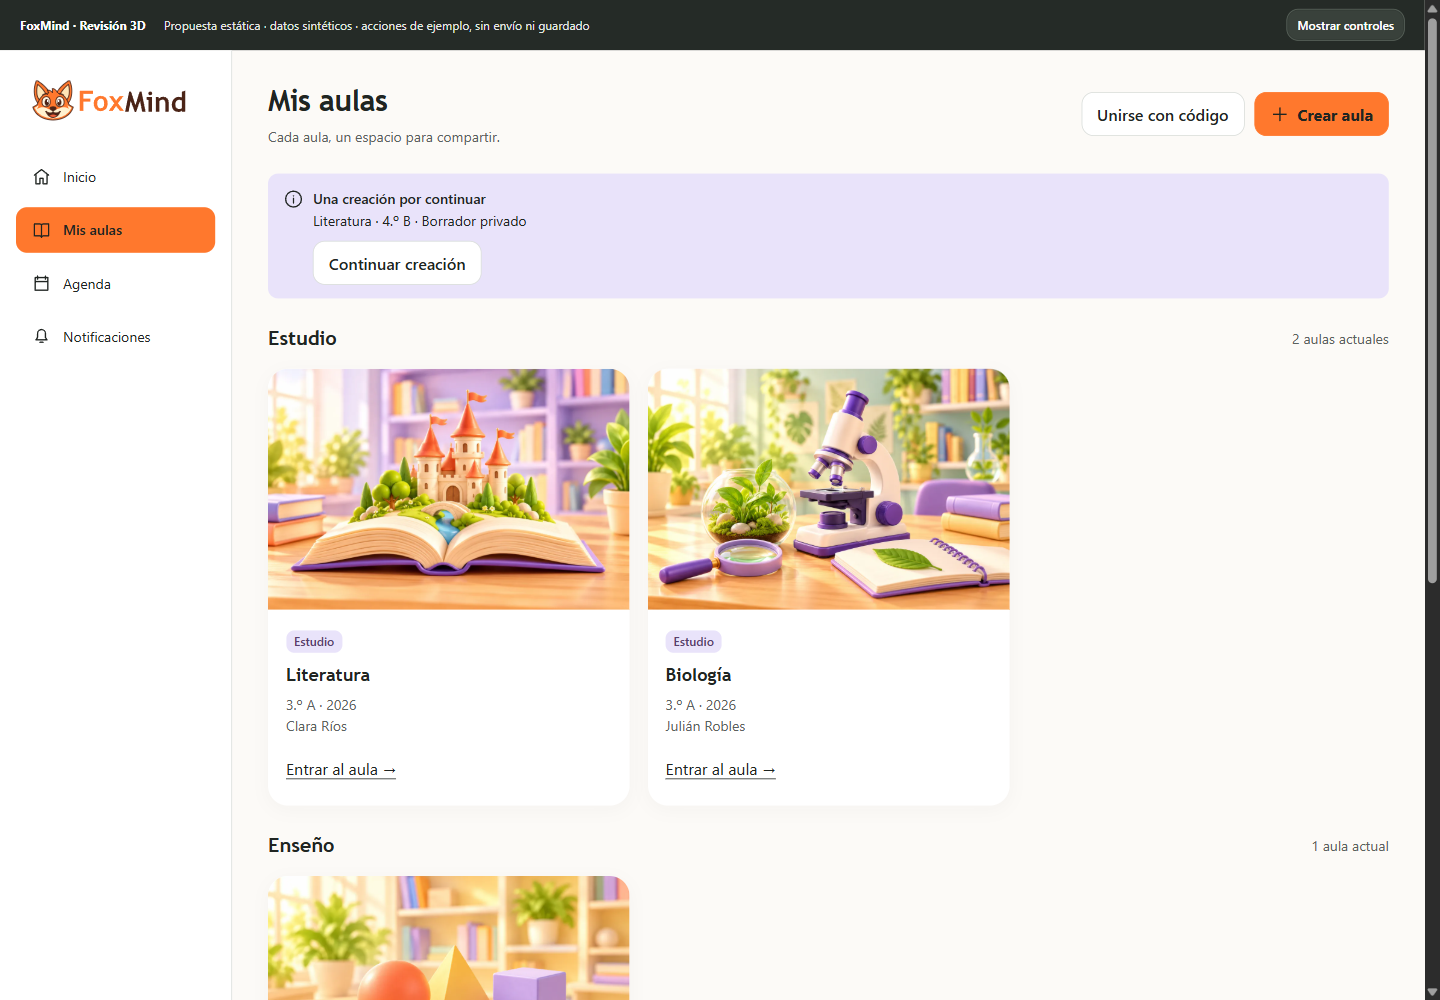 FoxMind · Revisión 3D
Propuesta estática · datos sintéticos · acciones de ejemplo, sin envío ni guardado
Mostrar controles
FoxMind
Inicio
Mis aulas
Agenda
Notificaciones
Mis aulas
Cada aula, un espacio para compartir.
Unirse con código
+ Crear aula
Una creación por continuar
Literatura · 4.º B · Borrador privado
Continuar creación
Estudio
2 aulas actuales
Estudio
Literatura
3.º A · 2026
Clara Ríos
Entrar al aula →
Estudio
Biología
3.º A · 2026
Julián Robles
Entrar al aula →
Enseño
1 aula actual